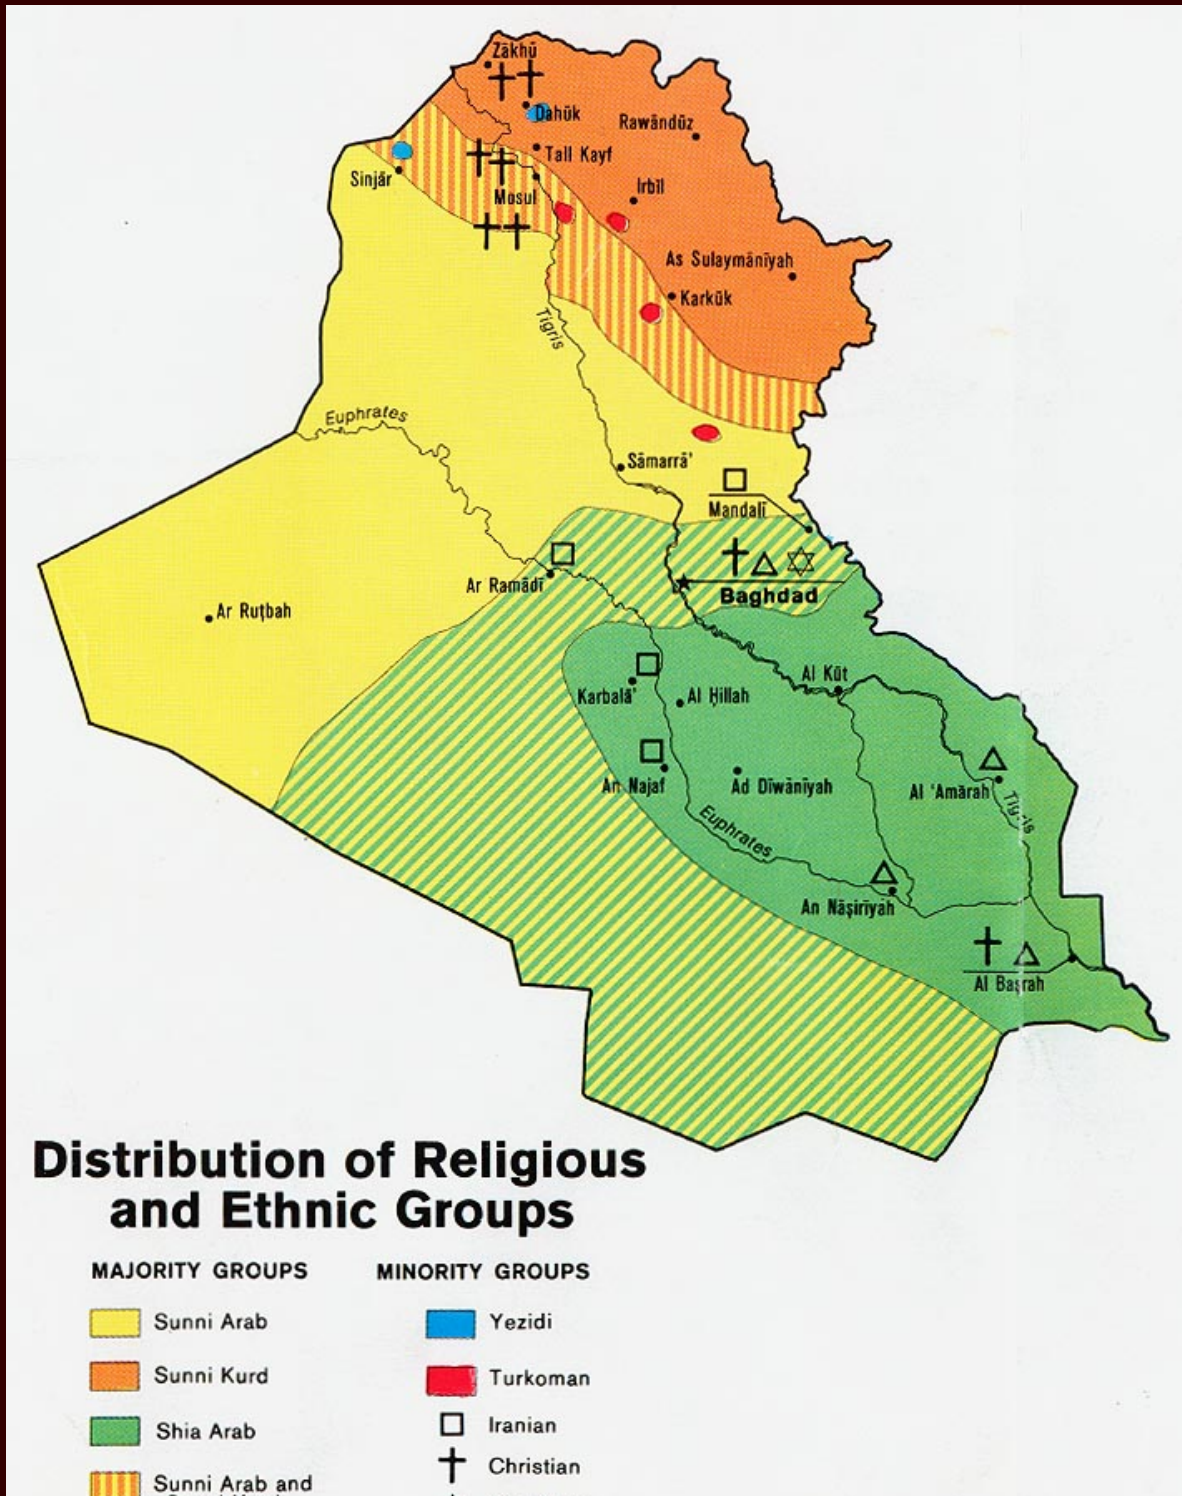 Zākhū
Dahūk
Rawāndūz
Tall Kayf
Sinjār
Mosul
Irbīl
As Sulaymānīyah
Karkūk
Tigris
Euphrates
Sāmarrā'
Mandalī
Ar Ramādī
Baghdad
Ar Ruţbah
Al Kūt
Karbalā'
Al Ḥillah
An Najaf
Ad Dīwānīyah
Al 'Amārah
Tigris
Euphrates
An Nāşirīyah
Al Başrah
Distribution of Religious
and Ethnic Groups
MAJORITY GROUPS
MINORITY GROUPS
Sunni Arab
Yezidi
Sunni Kurd
Turkoman
Shia Arab
Iranian
Christian
Sunni Arab and